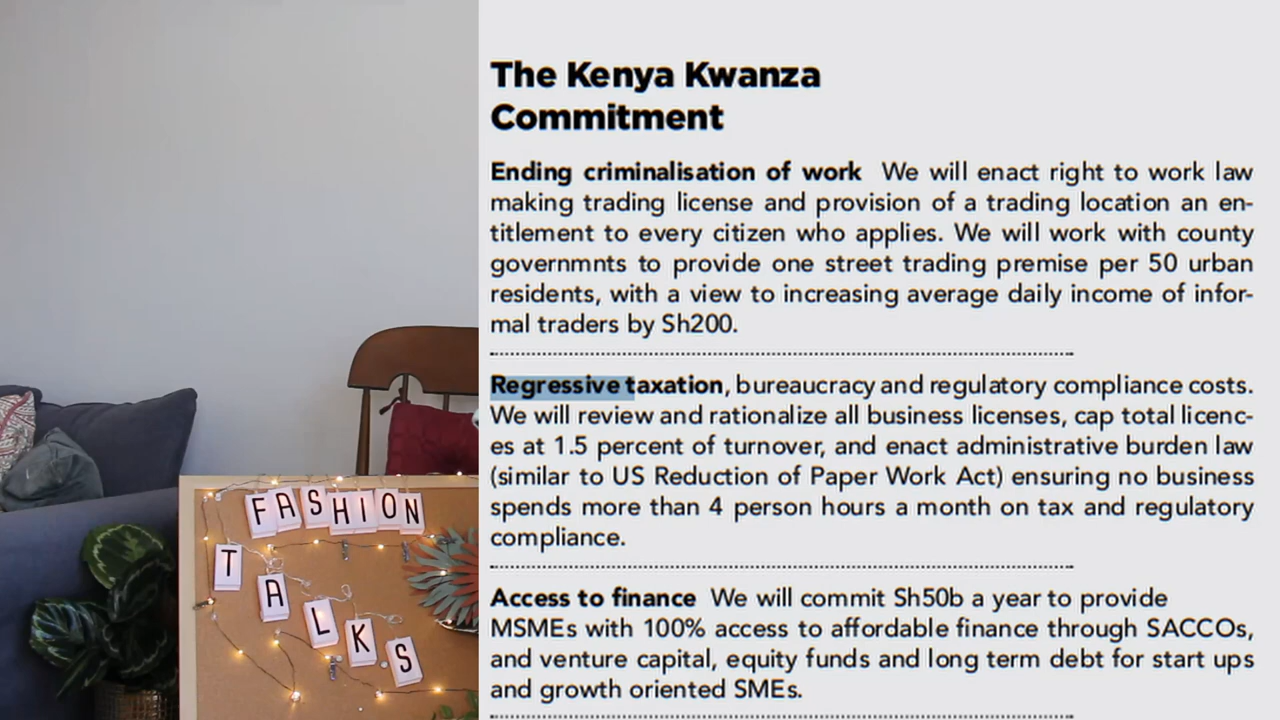 FASHION
TALKS
The Kenya Kwanza
Commitment
Ending criminalisation of work We will enact right to work law
making trading license and provision of a trading location an en-
titlement to every citizen who applies. We will work with county
governmnts to provide one street trading premise per 50 urban
residents, with a view to increasing average daily income of infor-
mal traders by Sh200.
Regressive taxation, bureaucracy and regulatory compliance costs.
We will review and rationalize all business licenses, cap total licenc-
es at 1.5 percent of turnover, and enact administrative burden law
(similar to US Reduction of Paper Work Act) ensuring no business
spends more than 4 person hours a month on tax and regulatory
compliance.
Access to finance We will commit Sh50b a year to provide
MSMEs with 100% access to affordable finance through SACCOs,
and venture capital, equity funds and long term debt for start ups
and growth oriented SMEs.